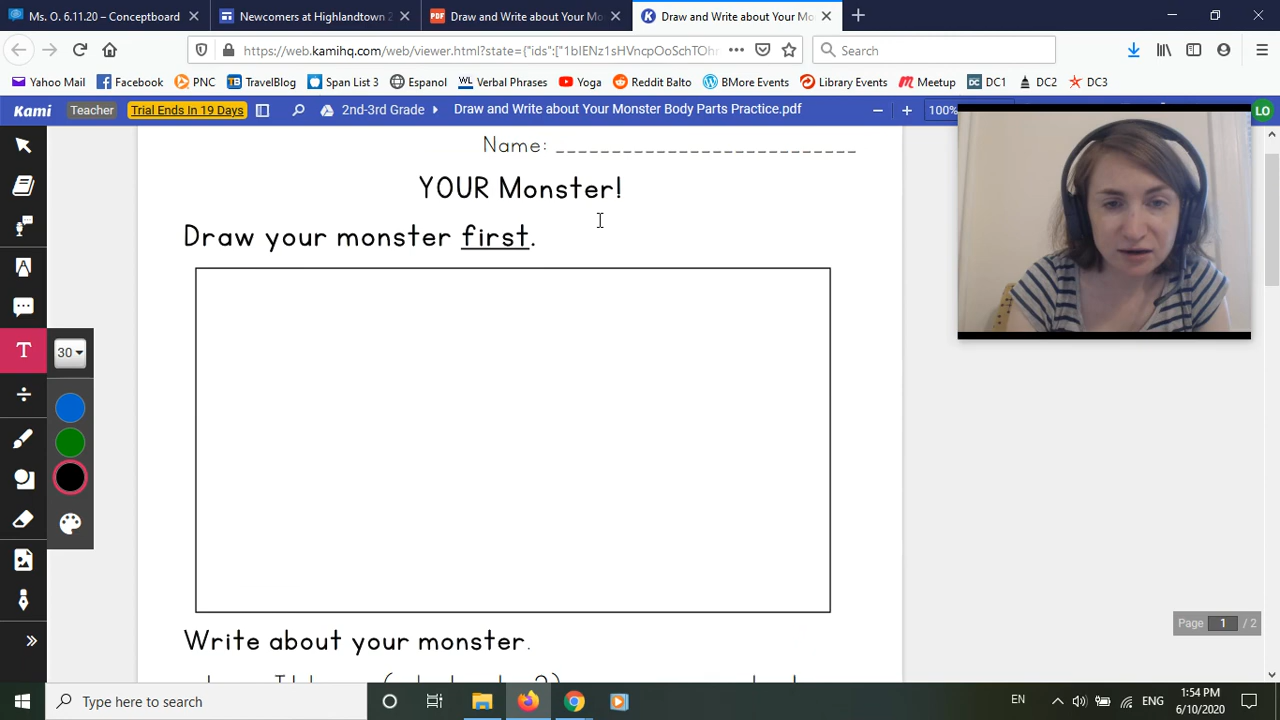 Ms. O. 6.11.20 – Conceptboard
Newcomers at Highlandtown 2
Draw and Write about Your Mo
Draw and Write about Your Mo
https://web.kamihq.com/web/viewer.html?state={"ids":["1bIENz1sHVncpOoSchTOhr
Search
Yahoo Mail Facebook PNC TravelBlog Span List 3 Espanol Verbal Phrases Yoga Reddit Balto BMore Events Library Events Meetup DC1 DC2 DC3
Kami Teacher Trial Ends In 19 Days 2nd-3rd Grade Draw and Write about Your Monster Body Parts Practice.pdf 100% LO
Name: __________________________
YOUR Monster!
Draw your monster first.
T 30
Write about your monster.
Page 1 / 2
Type here to search
EN ENG 1:54 PM
6/10/2020